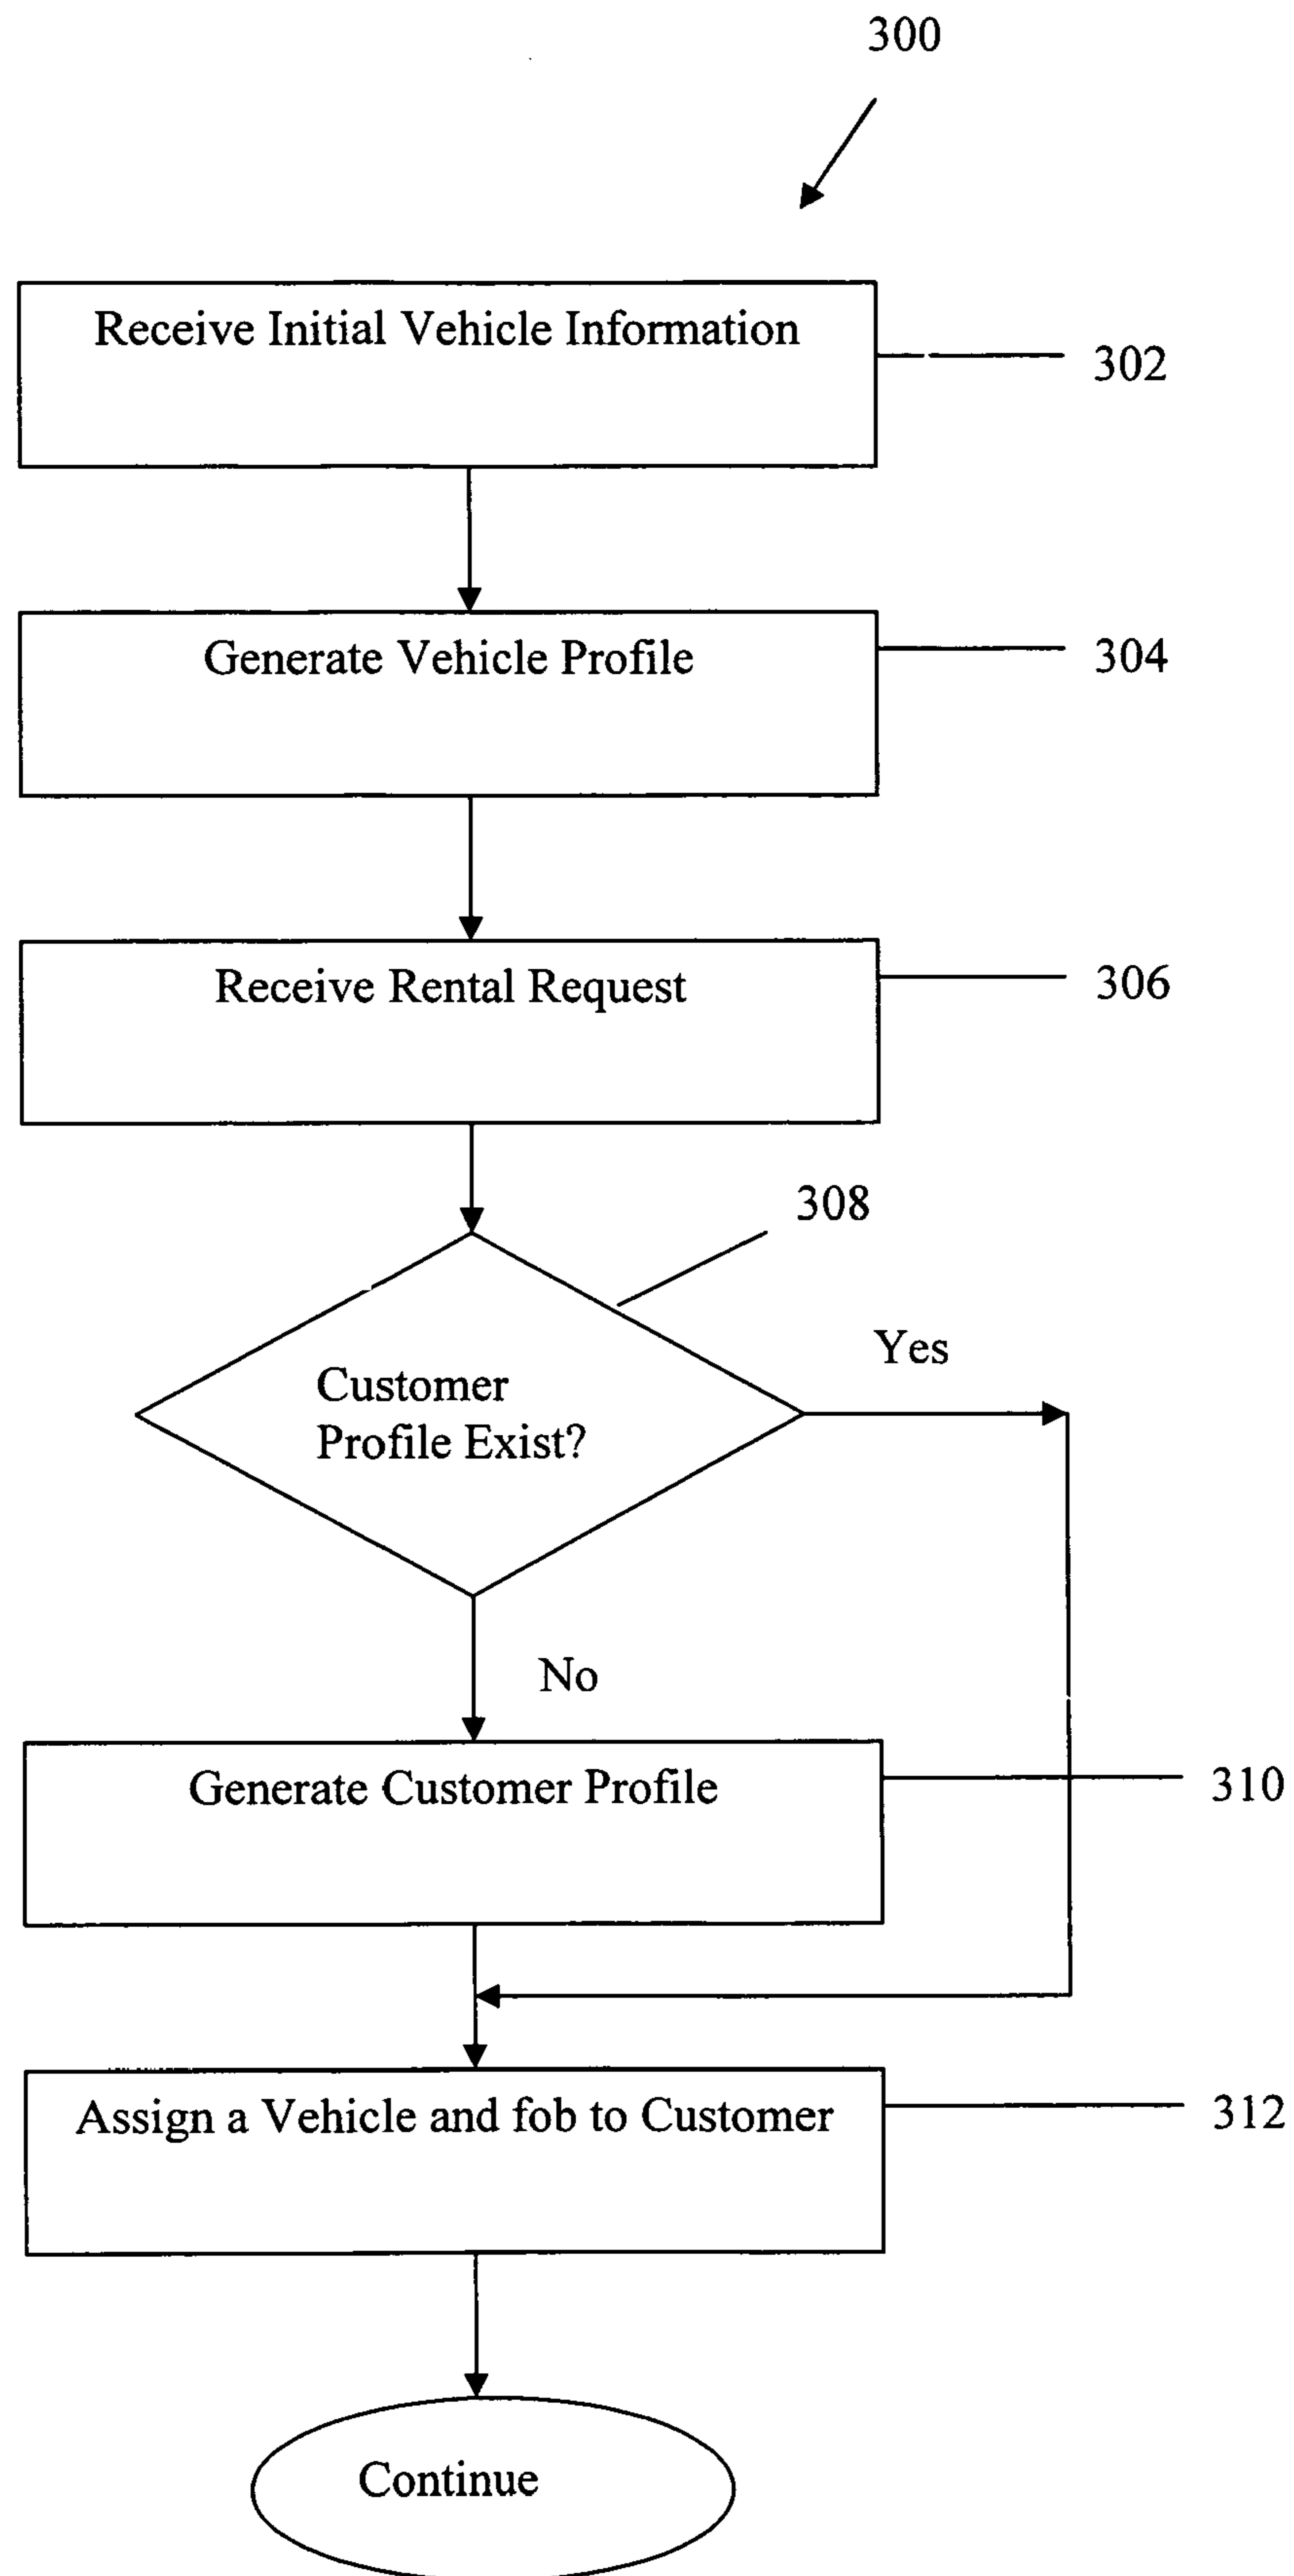 300
Receive Initial Vehicle Information
302
Generate Vehicle Profile
304
Receive Rental Request
306
308
Yes
Customer
Profile Exist?
No
Generate Customer Profile
310
Assign a Vehicle and fob to Customer
312
Continue